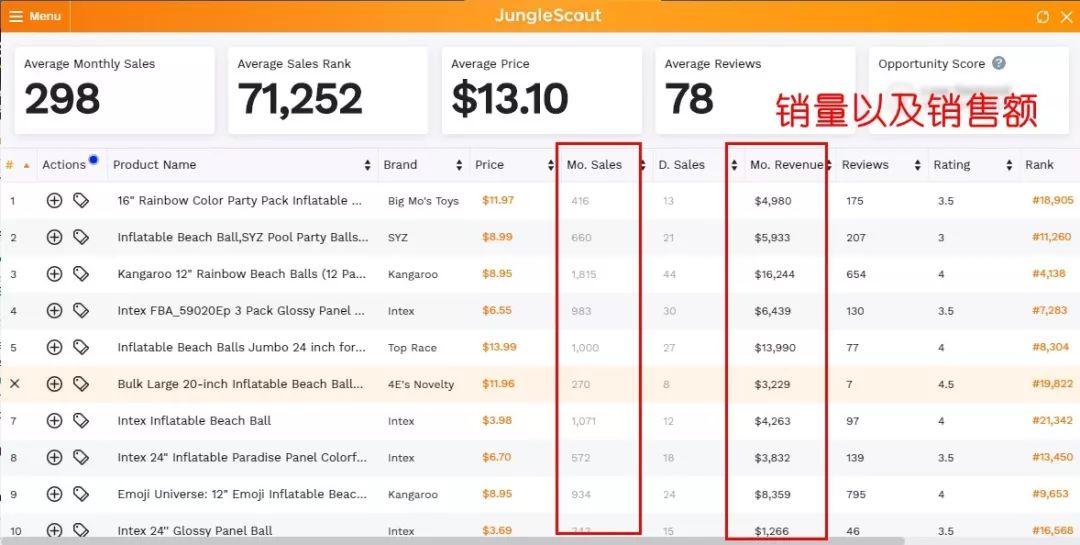 Menu
JungleScout
Average Monthly Sales
298
Average Sales Rank
71,252
Average Price
$13.10
Average Reviews
78
Opportunity Score ?
销量以及销售额
# Actions Product Name Brand Price Mo. Sales D. Sales Mo. Revenue Reviews Rating Rank
1 16" Rainbow Color Party Pack Inflatable ... Big Mo's Toys $11.97 416 13 $4,980 175 3.5 #18,905
2 Inflatable Beach Ball,SYZ Pool Party Balls... SYZ $8.99 660 21 $5,933 207 3 #11,260
3 Kangaroo 12" Rainbow Beach Balls (12 Pa... Kangaroo $8.95 1,815 44 $16,244 654 4 #4,138
4 Intex FBA_59020Ep 3 Pack Glossy Panel ... Intex $6.55 983 30 $6,439 130 3.5 #7,283
5 Inflatable Beach Balls Jumbo 24 inch for... Top Race $13.99 1,000 27 $13,990 77 4 #8,304
Bulk Large 20-inch Inflatable Beach Ball... 4E's Novelty $11.96 270 8 $3,229 7 4.5 #19,822
7 Intex Inflatable Beach Ball Intex $3.98 1,071 12 $4,263 97 4 #21,342
8 Intex 24" Inflatable Paradise Panel Colorf... Intex $6.70 572 18 $3,832 139 3.5 #13,450
9 Emoji Universe: 12" Emoji Inflatable Beac... Kangaroo $8.95 934 24 $8,359 795 4 #9,653
10 Intex 24" Glossy Panel Ball Intex $3.69 15 $1,266 46 3.5 #16,568